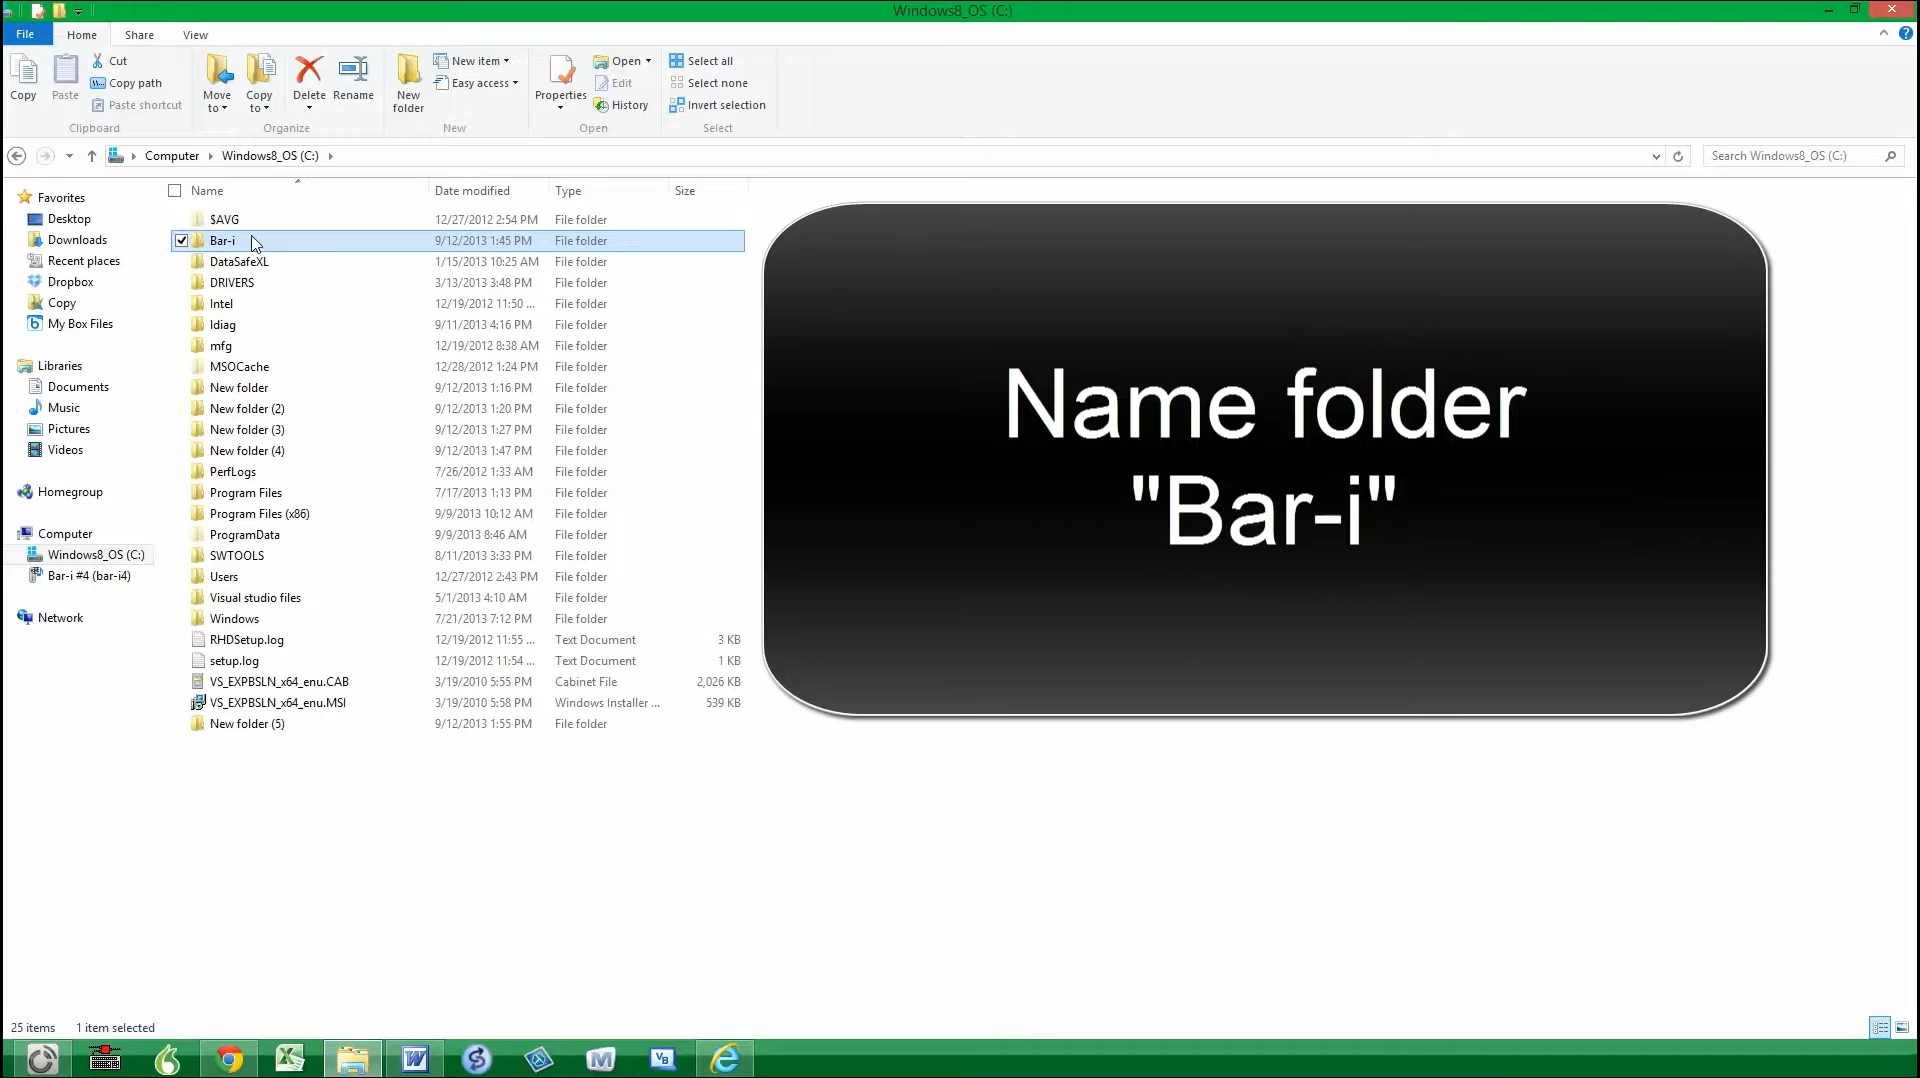 Windows8_OS (C:)
File Home Share View
Copy
Paste
Cut
Copy path
Paste shortcut
Clipboard
Move to
Copy to
Delete
Rename
Organize
New folder
New item
Easy access
New
Properties
Open
Edit
History
Open
Select all
Select none
Invert selection
Select
Computer Windows8_OS (C:)
Search Windows8_OS (C:)
Favorites
Desktop
Downloads
Recent places
Dropbox
Copy
My Box Files
Libraries
Documents
Music
Pictures
Videos
Homegroup
Computer
Windows8_OS (C:)
Bar-i #4 (bar-i4)
Network
Name Date modified Type Size
$AVG 12/27/2012 2:54 PM File folder
Bar-i 9/12/2013 1:45 PM File folder
DataSafeXL 1/15/2013 10:25 AM File folder
DRIVERS 3/13/2013 3:48 PM File folder
Intel 12/19/2012 11:50 ... File folder
ldiag 9/11/2013 4:16 PM File folder
mfg 12/19/2012 8:38 AM File folder
MSOCache 12/28/2012 1:24 PM File folder
New folder 9/12/2013 1:16 PM File folder
New folder (2) 9/12/2013 1:20 PM File folder
New folder (3) 9/12/2013 1:27 PM File folder
New folder (4) 9/12/2013 1:47 PM File folder
PerfLogs 7/26/2012 1:33 AM File folder
Program Files 7/17/2013 1:13 PM File folder
Program Files (x86) 9/9/2013 10:12 AM File folder
ProgramData 9/9/2013 8:46 AM File folder
SWTOOLS 8/11/2013 3:33 PM File folder
Users 12/27/2012 2:43 PM File folder
Visual studio files 5/1/2013 4:10 AM File folder
Windows 7/21/2013 7:12 PM File folder
RHDSetup.log 12/19/2012 11:55 ... Text Document 3 KB
setup.log 12/19/2012 11:54 ... Text Document 1 KB
VS_EXPBSLN_x64_enu.CAB 3/19/2010 5:55 PM Cabinet File 2,026 KB
VS_EXPBSLN_x64_enu.MSI 3/19/2010 5:58 PM Windows Installer ... 539 KB
New folder (5) 9/12/2013 1:55 PM File folder
Name folder
"Bar-i"
25 items 1 item selected